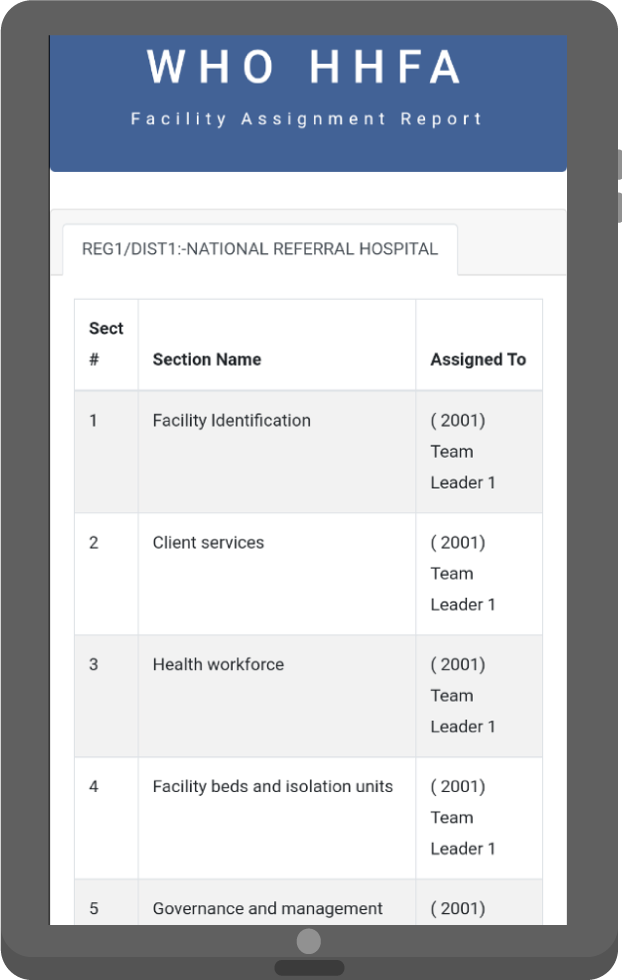 WHO HHFA
Facility Assignment Report
REG1/DIST1:-NATIONAL REFERRAL HOSPITAL
Sect
#
Section Name
Assigned To
1
Facility Identification
( 2001)
Team
Leader 1
2
Client services
( 2001)
Team
Leader 1
3
Health workforce
( 2001)
Team
Leader 1
4
Facility beds and isolation units
( 2001)
Team
Leader 1
5
Governance and management
( 2001)